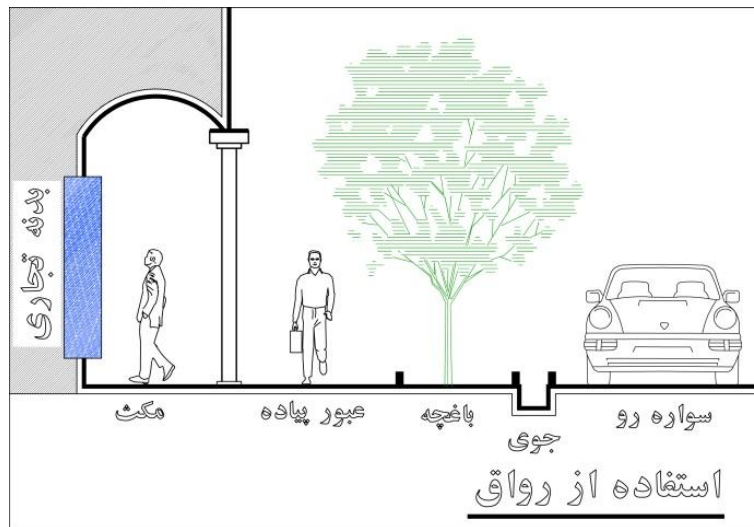 بدنه تجاری
مکث
عبور پیاده
باغچه
جوی
سواره رو
استفاده از رواق